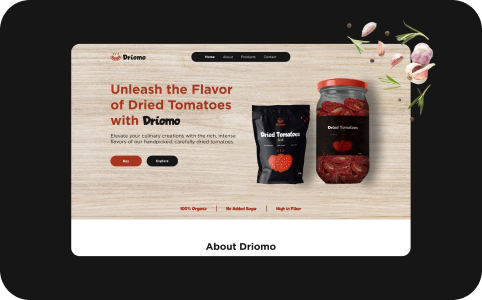 Driomo
Home About Products Contact
Unleash the Flavor
of Dried Tomatoes
with Driomo
Elevate your culinary creations with the rich, intense
flavors of our handpicked, carefully dried tomatoes.
Buy Explore
Dried Tomatoes
Dried Tomatoes
100% Organic No Added Sugar High in Fiber
About Driomo